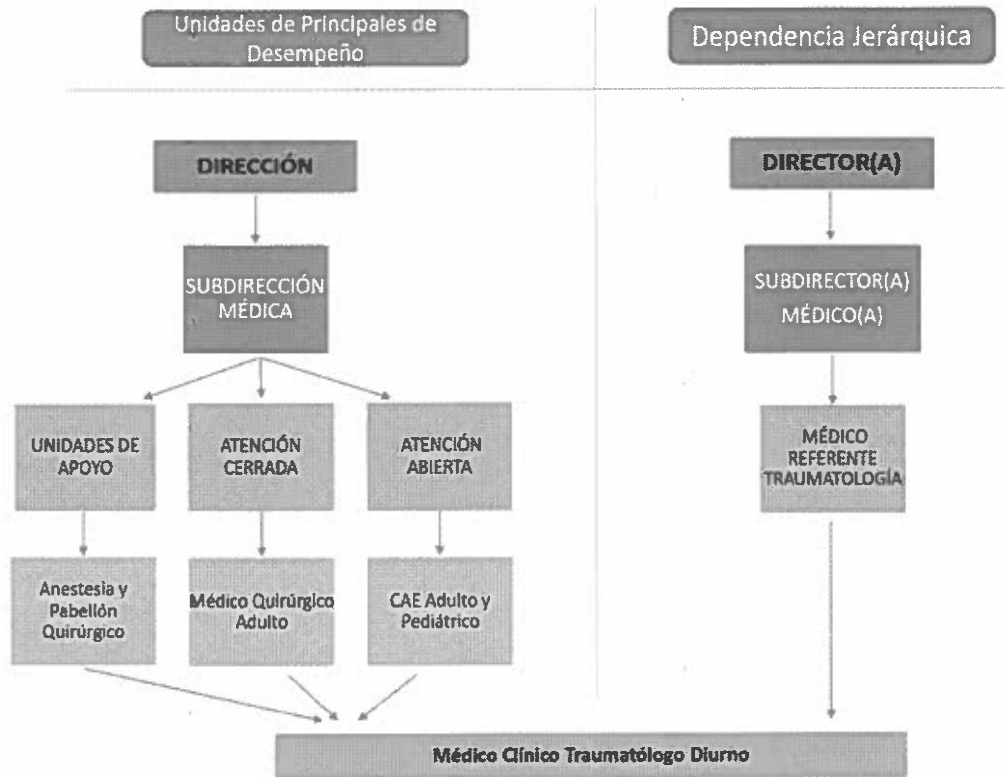 Unidades de Principales de
Desempeño
Dependencia Jerárquica
DIRECCIÓN
SUBDIRECCIÓN
MÉDICA
UNIDADES DE
APOYO
ATENCIÓN
CERRADA
ATENCIÓN
ABIERTA
Anestesia y
Pabellón
Quirúrgico
Médico Quirúrgico
Adulto
CAE Adulto y
Pediátrico
DIRECTOR(A)
SUBDIRECTOR(A)
MÉDICO(A)
MÉDICO
REFERENTE
TRAUMATOLOGÍA
Médico Clínico Traumatólogo Diurno